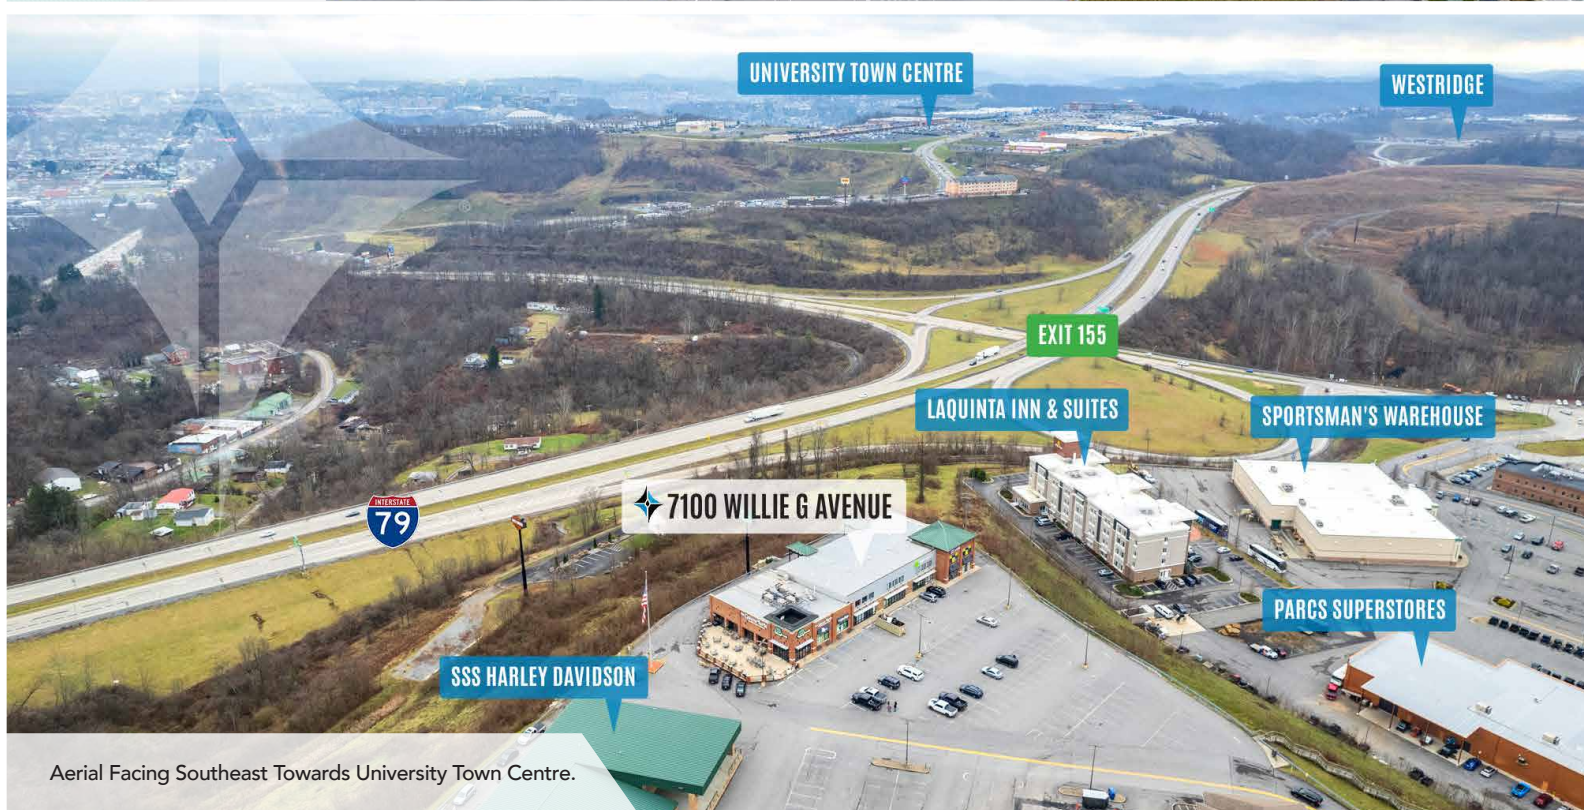 UNIVERSITY TOWN CENTRE
WESTRIDGE
EXIT 155
LAQUINTA INN & SUITES
SPORTSMAN'S WAREHOUSE
7100 WILLIE G AVENUE
INTERSTATE
79
PARCS SUPERSTORES
SSS HARLEY DAVIDSON
Aerial Facing Southeast Towards University Town Centre.